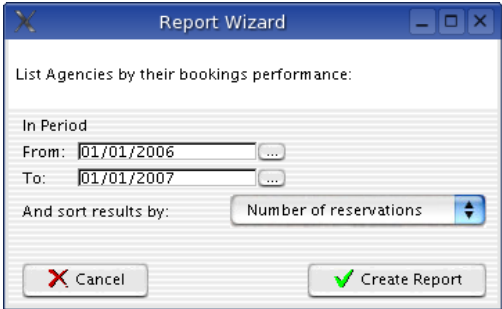 Report Wizard
List Agencies by their bookings performance:
In Period
From: 01/01/2006 ...
To: 01/01/2007 ...
And sort results by: Number of reservations
Cancel Create Report